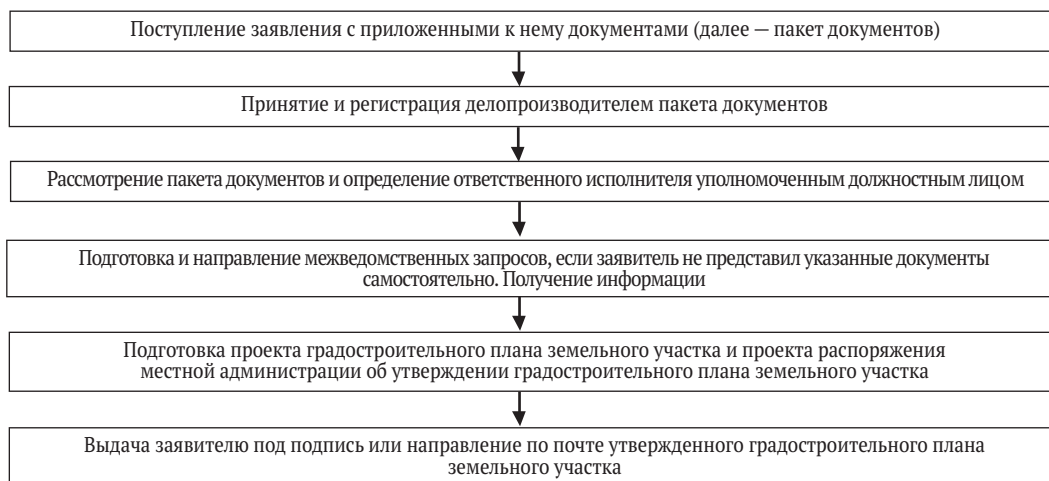 Поступление заявления с приложенными к нему документами (далее — пакет документов)
Принятие и регистрация делопроизводителем пакета документов
Рассмотрение пакета документов и определение ответственного исполнителя уполномоченным должностным лицом
Подготовка и направление межведомственных запросов, если заявитель не представил указанные документы
самостоятельно. Получение информации
Подготовка проекта градостроительного плана земельного участка и проекта распоряжения
местной администрации об утверждении градостроительного плана земельного участка
Выдача заявителю под подпись или направление по почте утвержденного градостроительного плана
земельного участка